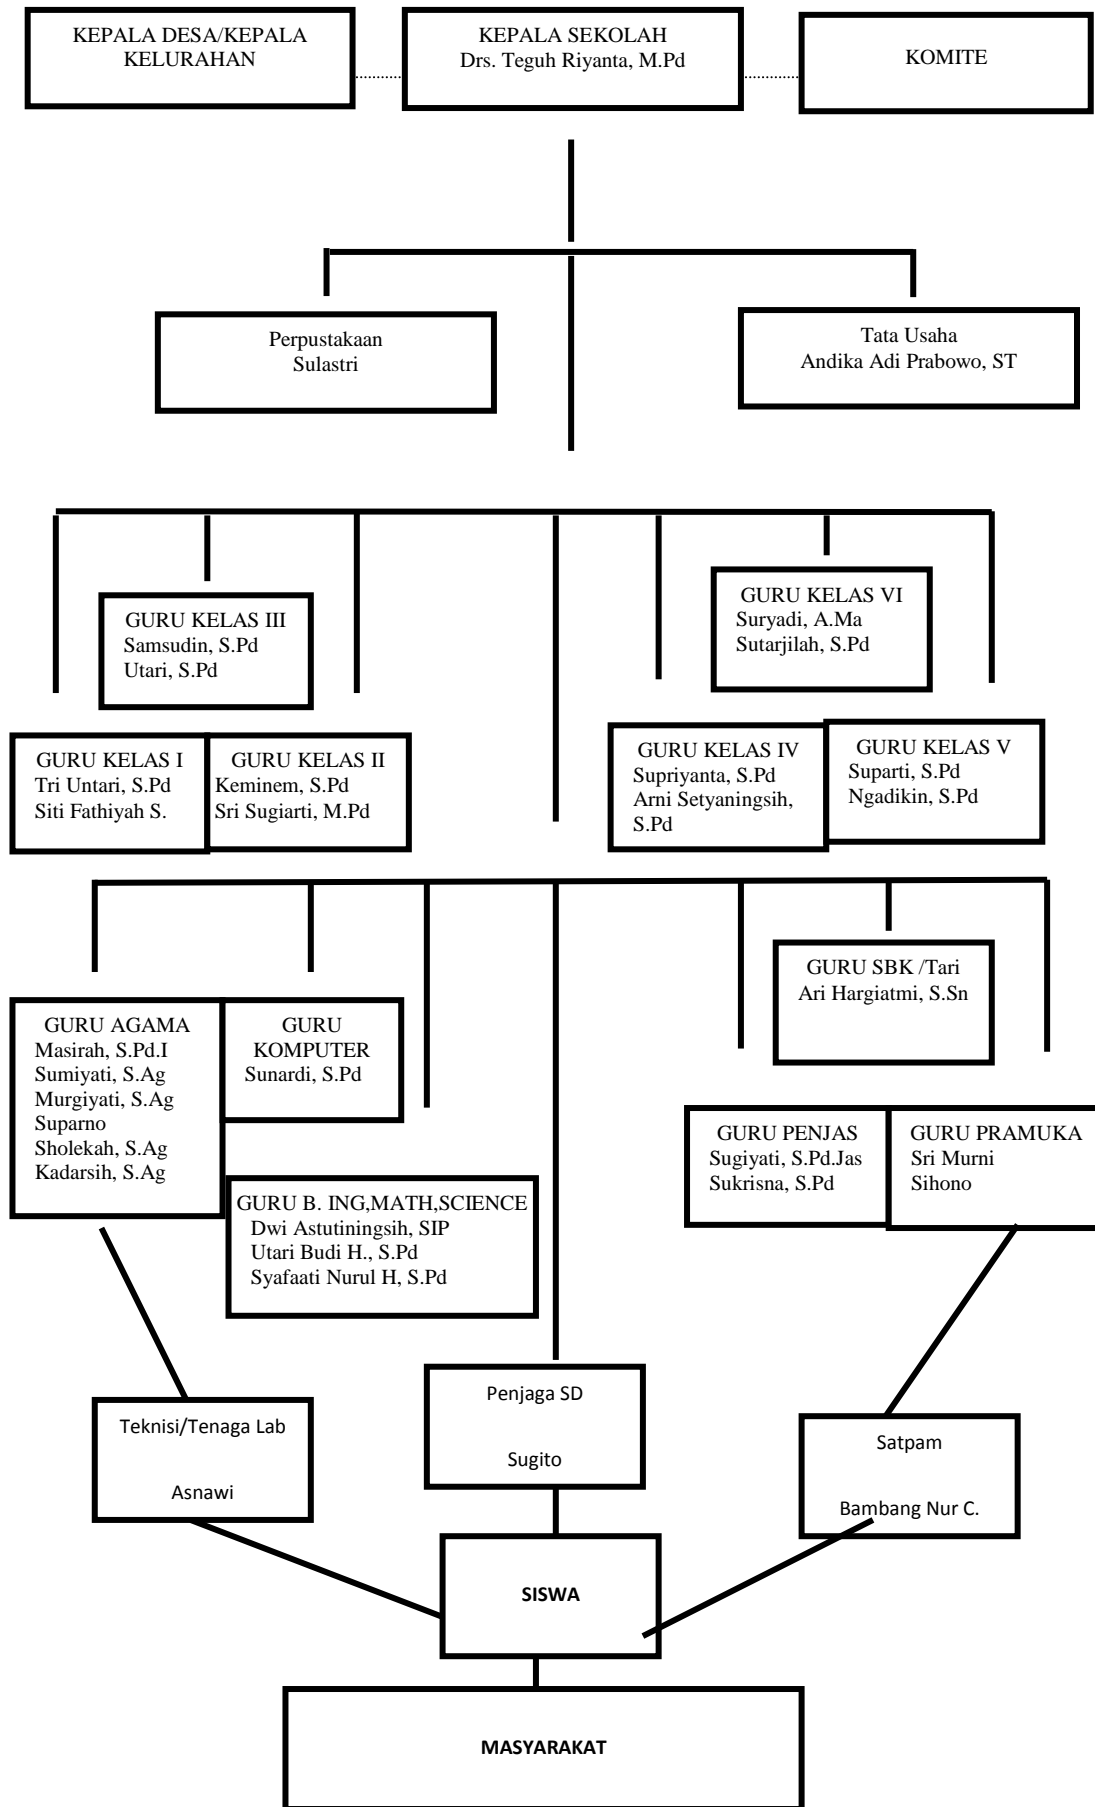 KEPALA DESA/KEPALA
KELURAHAN
KEPALA SEKOLAH
Drs. Teguh Riyanta, M.Pd
KOMITE
Perpustakaan
Sulastri
Tata Usaha
Andika Adi Prabowo, ST
GURU KELAS III
Samsudin, S.Pd
Utari, S.Pd
GURU KELAS VI
Suryadi, A.Ma
Sutarjilah, S.Pd
GURU KELAS I
Tri Untari, S.Pd
Siti Fathiyah S.
GURU KELAS II
Keminem, S.Pd
Sri Sugiarti, M.Pd
GURU KELAS IV
Supriyanta, S.Pd
Arni Setyaningsih,
S.Pd
GURU KELAS V
Suparti, S.Pd
Ngadikin, S.Pd
GURU SBK /Tari
Ari Hargiatmi, S.Sn
GURU AGAMA
Masirah, S.Pd.I
Sumiyati, S.Ag
Murgiyati, S.Ag
Suparno
Sholekah, S.Ag
Kadarsih, S.Ag
GURU
KOMPUTER
Sunardi, S.Pd
GURU PENJAS
Sugiyati, S.Pd.Jas
Sukrisna, S.Pd
GURU PRAMUKA
Sri Murni
Sihono
GURU B. ING,MATH,SCIENCE
Dwi Astutiningsih, SIP
Utari Budi H., S.Pd
Syafaati Nurul H, S.Pd
Teknisi/Tenaga Lab
Asnawi
Penjaga SD
Sugito
Satpam
Bambang Nur C.
SISWA
MASYARAKAT